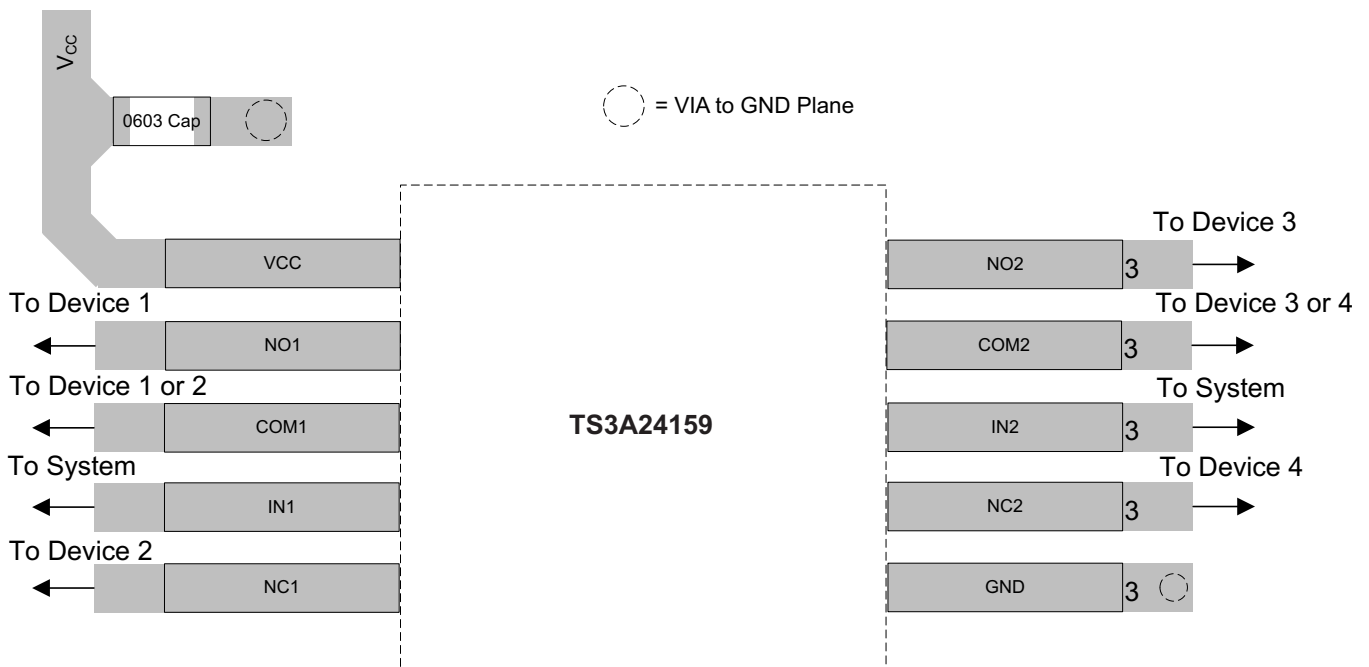 Vcc
0603 Cap
= VIA to GND Plane
To Device 3
VCC
NO2
3
To Device 1
To Device 3 or 4
NO1
COM2
3
To Device 1 or 2
To System
COM1
TS3A24159
IN2
3
To System
To Device 4
IN1
NC2
3
To Device 2
NC1
GND
3